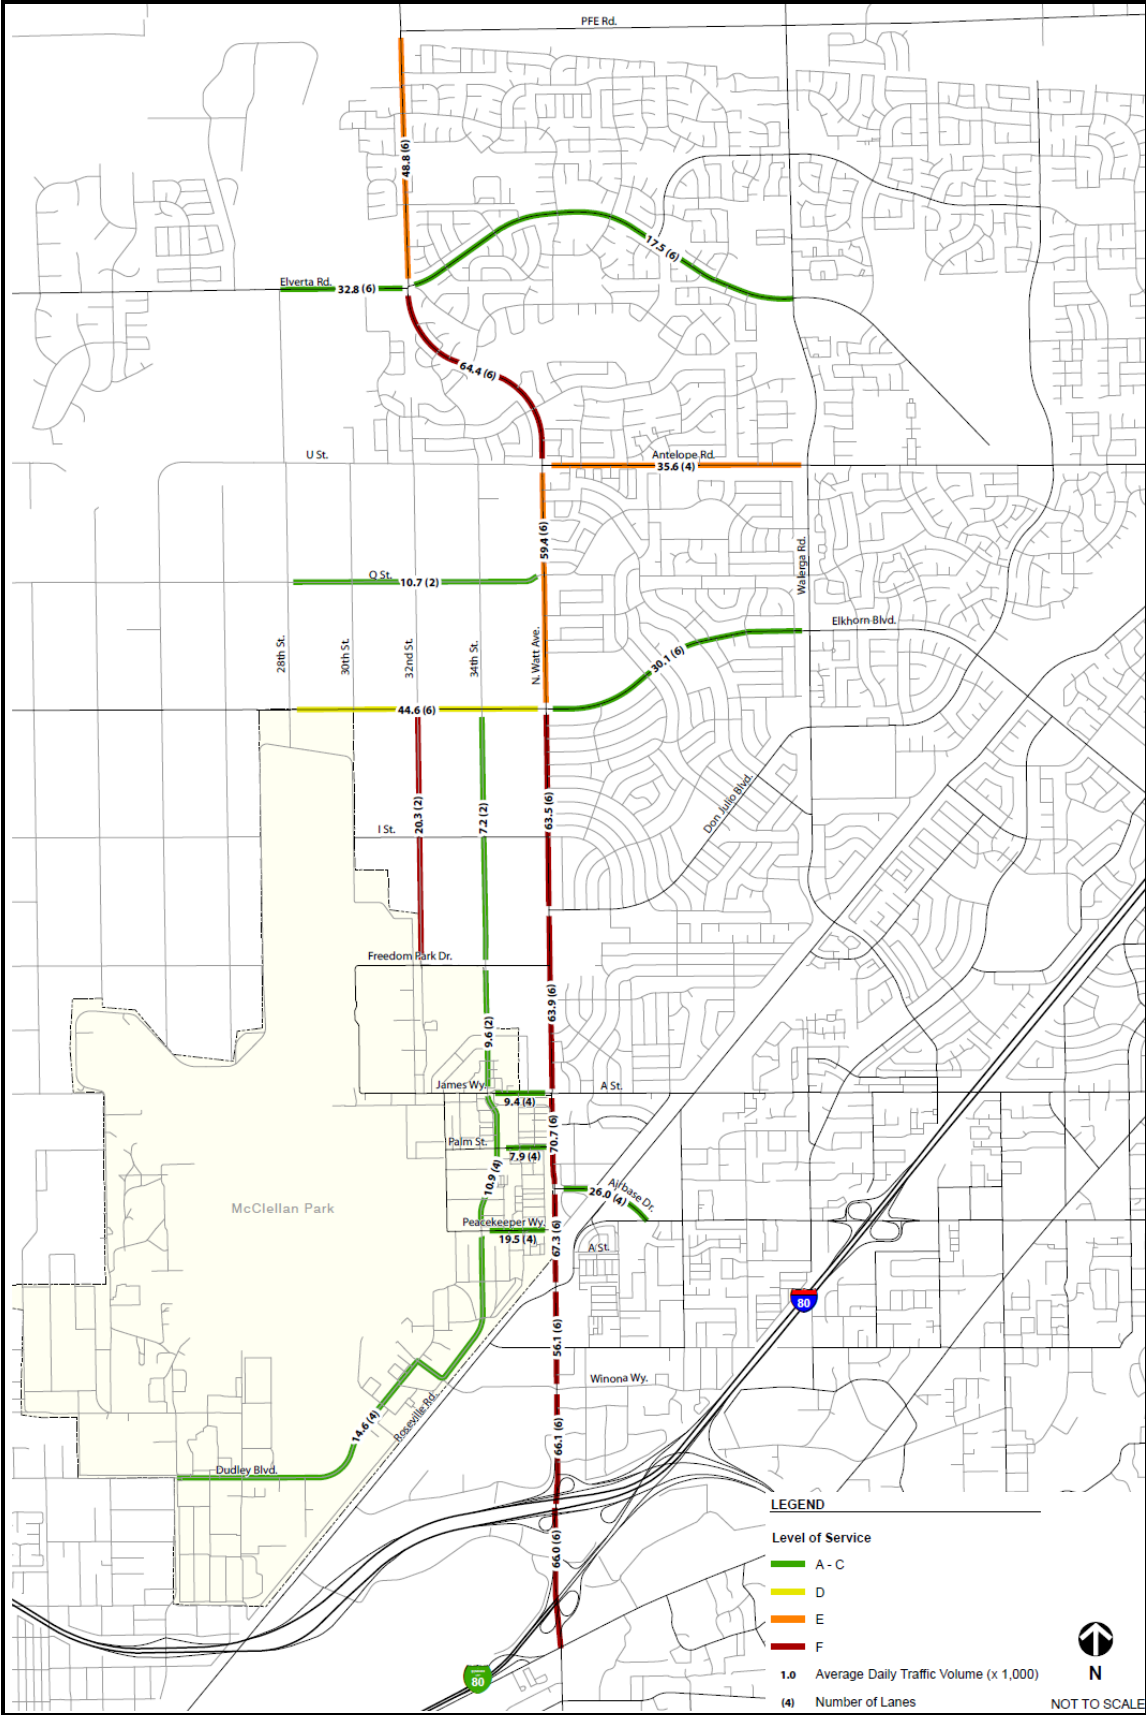 PFE Rd.
48.8 (6)
17.5 (6)
Elverta Rd.
32.8 (6)
64.4 (6)
U St.
Antelope Rd.
35.6 (4)
59.4 (6)
Walerga Rd.
Q St.
10.7 (2)
Elkhorn Blvd.
28th St.
30th St.
32nd St.
34th St.
N. Watt Ave.
30.1 (6)
44.6 (6)
20.3 (2)
7.2 (2)
63.5 (6)
Don Julio Blvd.
I St.
Freedom Park Dr.
63.9 (6)
9.6 (2)
James Wy.
A St.
9.4 (4)
70.7 (6)
Palm St.
7.9 (4)
10.9 (4)
Airbase Dr.
26.0 (4)
McClellan Park
Peacekeeper Wy.
19.5 (4)
67.3 (6)
A St.
80
56.1 (6)
Winona Wy.
Roseville Rd.
14.6 (4)
66.1 (6)
Dudley Blvd.
66.0 (6)
80
LEGEND
Level of Service
A - C
D
E
F
1.0 Average Daily Traffic Volume (x 1,000)
(4) Number of Lanes
N
NOT TO SCALE